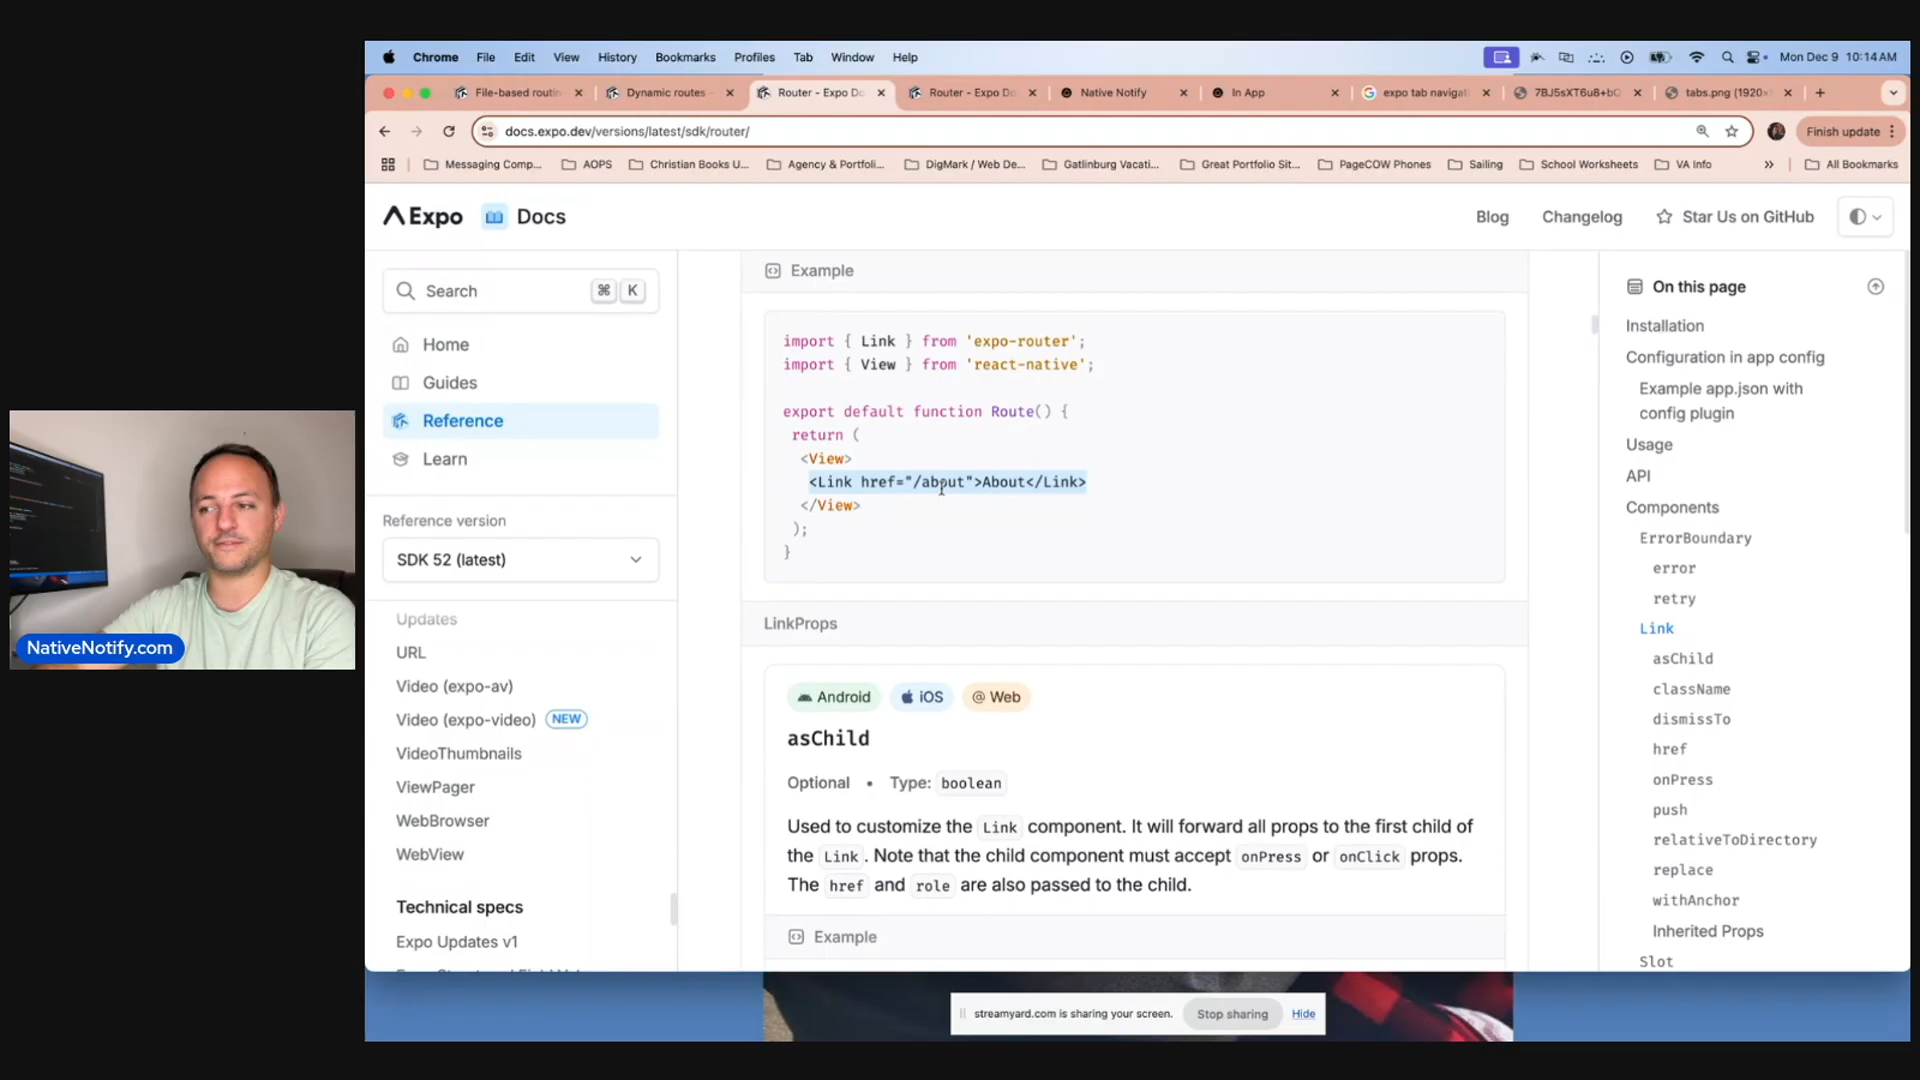 Chrome File Edit View History Bookmarks Profiles Tab Window Help Mon Dec 9 10:14 AM
File-based routin Dynamic routes - Router - Expo Do Router - Expo Do Native Notify In App expo tab navigat 7BJ5sXT6u8+bC tabs.png (1920×
docs.expo.dev/versions/latest/sdk/router/ Finish update
Messaging Comp... AOPS Christian Books U... Agency & Portfoli... DigMark / Web De... Gatlinburg Vacati... Great Portfolio Sit... PageCOW Phones Sailing School Worksheets VA Info » All Bookmarks
Expo Docs Blog Changelog Star Us on GitHub
Search ⌘ K
Home
Guides
Reference
Learn
Reference version
SDK 52 (latest)
Updates
URL
Video (expo-av)
Video (expo-video) NEW
VideoThumbnails
ViewPager
WebBrowser
WebView
Technical specs
Expo Updates v1
Example
import { Link } from 'expo-router';
import { View } from 'react-native';
export default function Route() {
return (
<View>
<Link href="/about">About</Link>
</View>
);
}
LinkProps
Android iOS Web
asChild
Optional • Type: boolean
Used to customize the Link component. It will forward all props to the first child of
the Link. Note that the child component must accept onPress or onClick props.
The href and role are also passed to the child.
Example
On this page
Installation
Configuration in app config
Example app.json with
config plugin
Usage
API
Components
ErrorBoundary
error
retry
Link
asChild
className
dismissTo
href
onPress
push
relativeToDirectory
replace
withAnchor
Inherited Props
Slot
NativeNotify.com
streamyard.com is sharing your screen. Stop sharing Hide